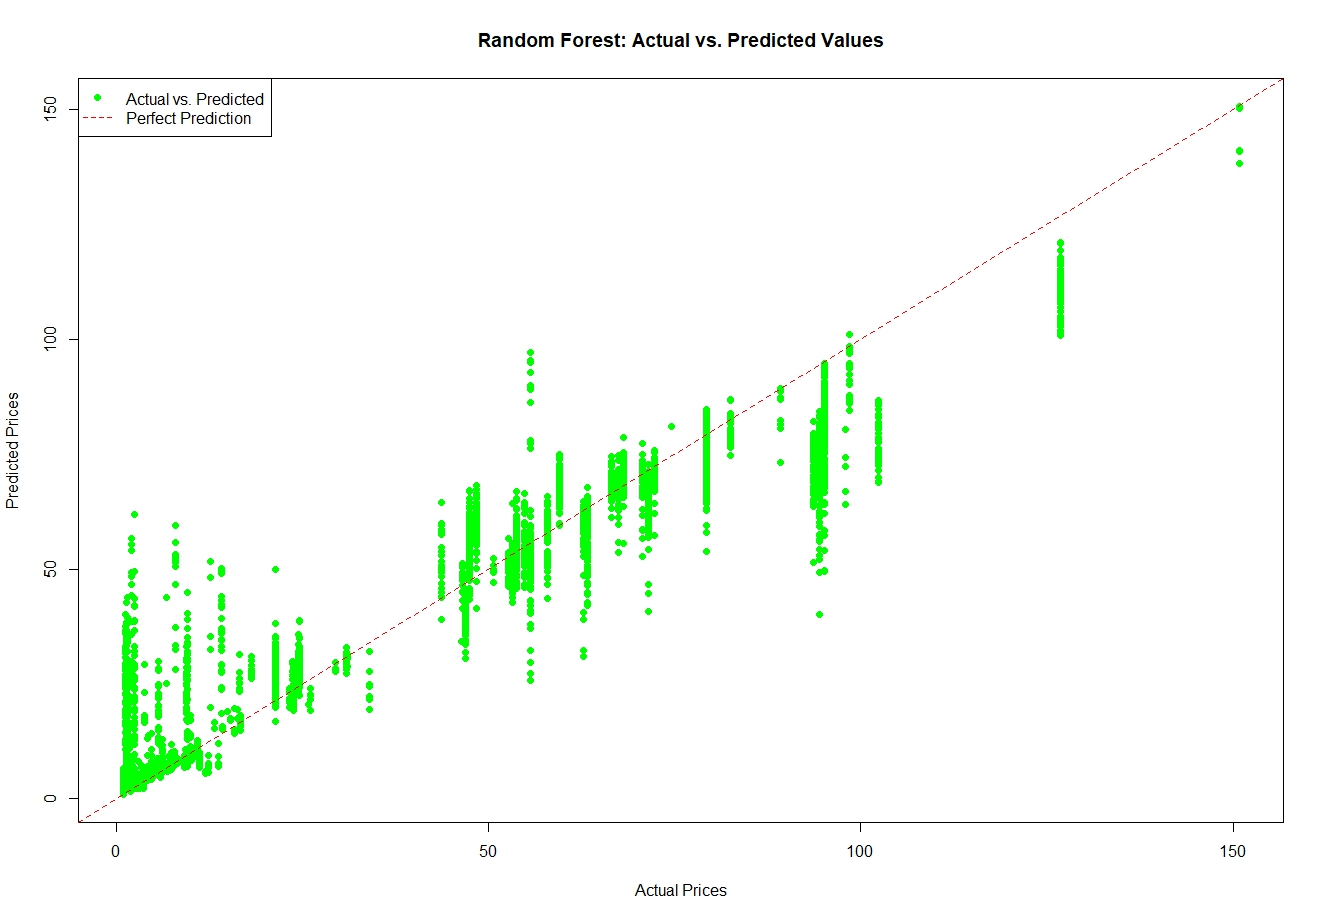 Random Forest: Actual vs. Predicted Values
Actual vs. Predicted
Perfect Prediction
150
100
50
0
Predicted Prices
0 50 100 150
Actual Prices